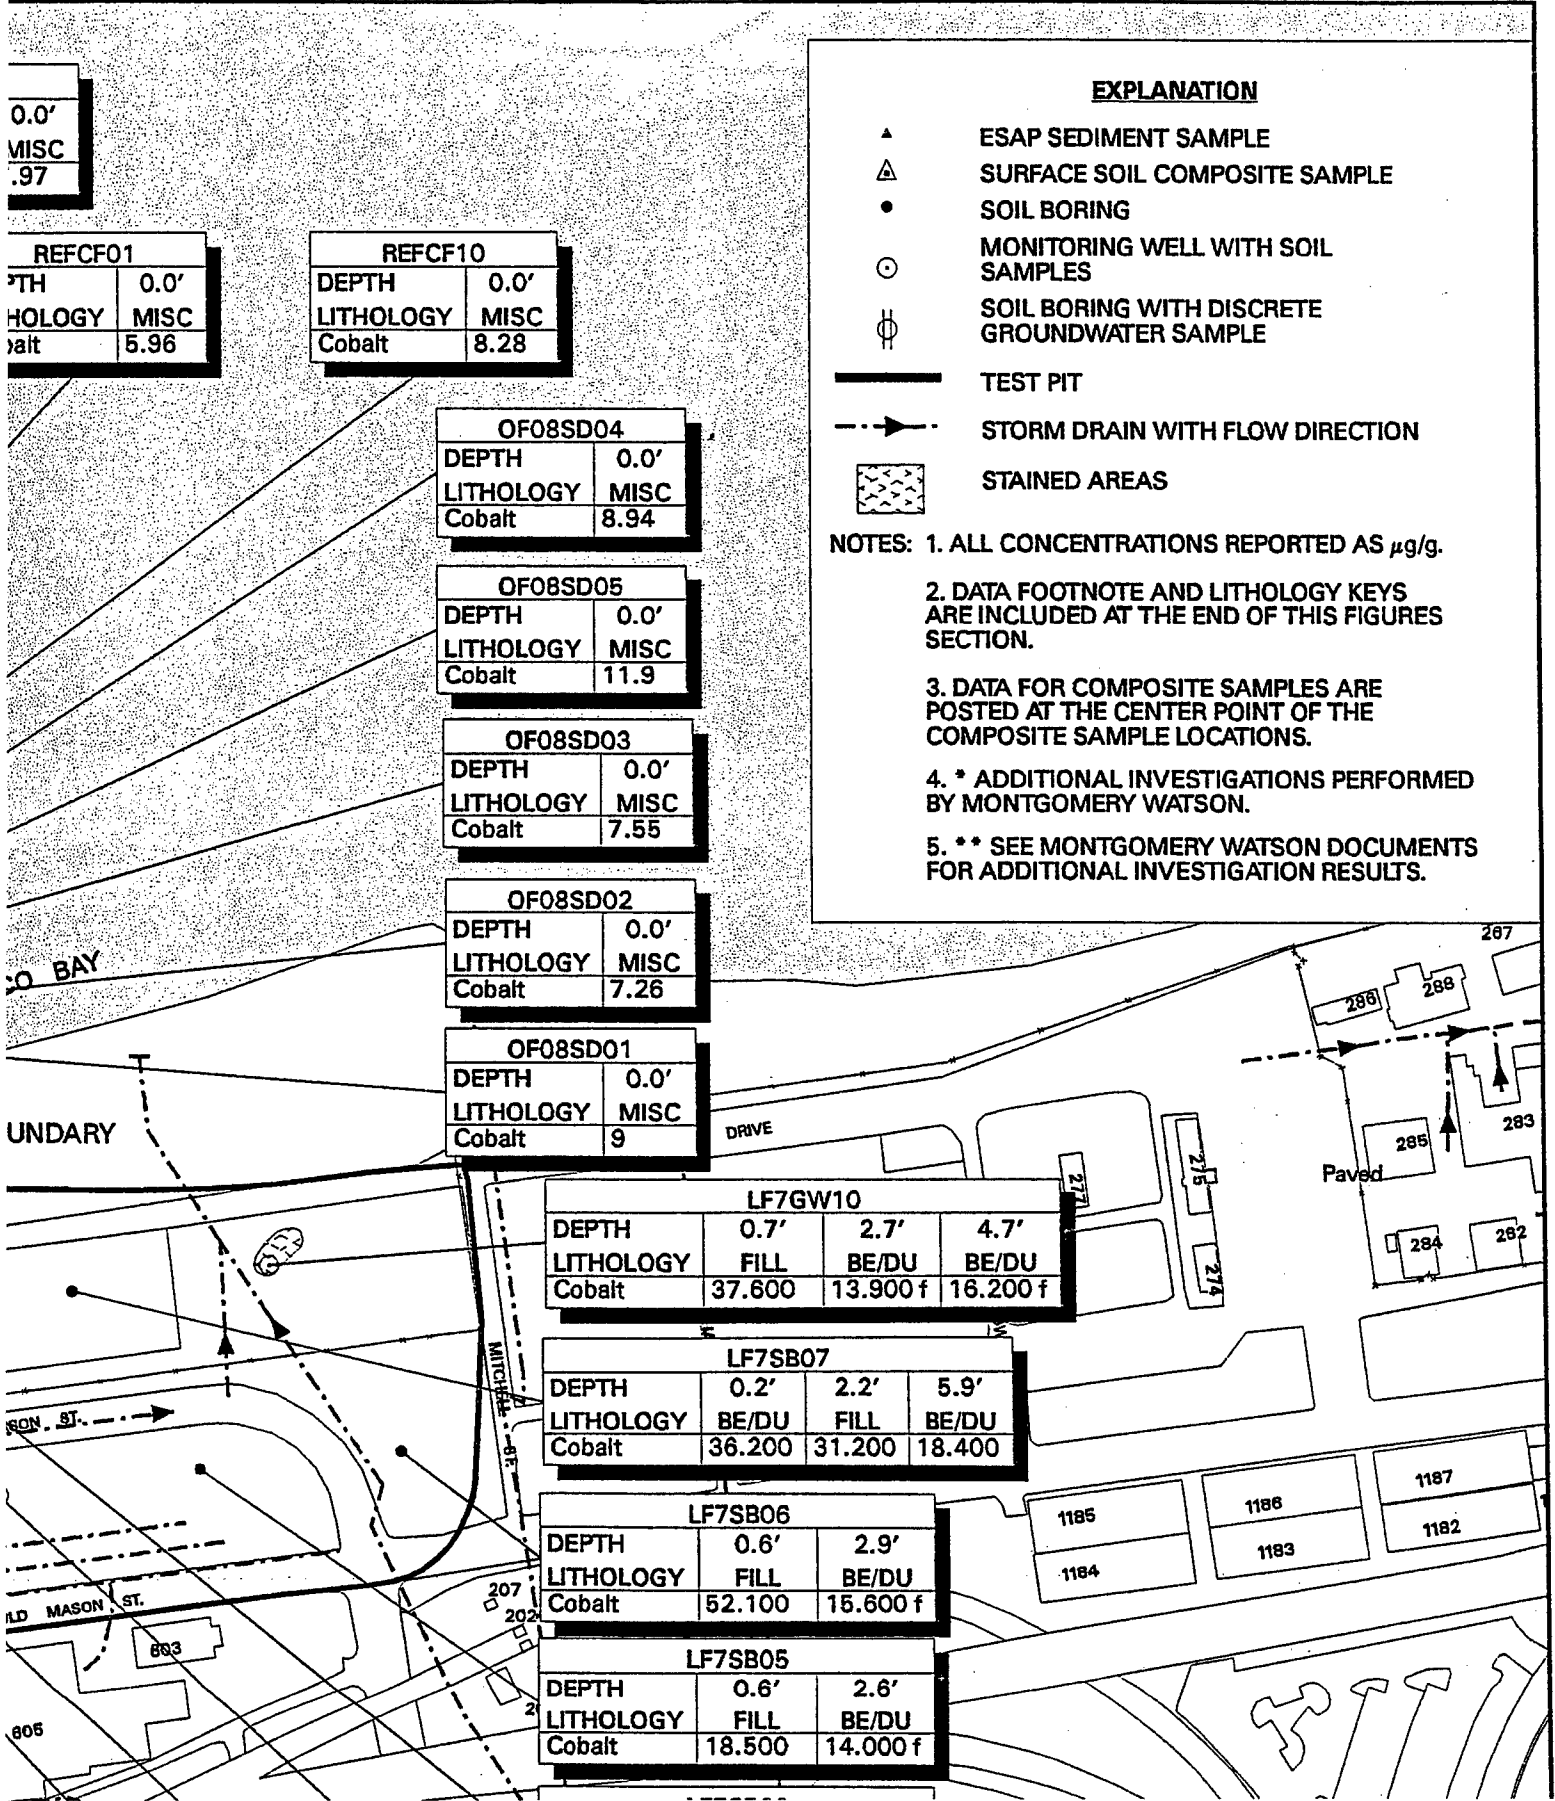 0.0′
MISC
.97
REFCF01
PTH 0.0′
HOLOGY MISC
balt 5.96
REFCF10
DEPTH 0.0′
LITHOLOGY MISC
Cobalt 8.28
OF08SD04
DEPTH 0.0′
LITHOLOGY MISC
Cobalt 8.94
OF08SD05
DEPTH 0.0′
LITHOLOGY MISC
Cobalt 11.9
OF08SD03
DEPTH 0.0′
LITHOLOGY MISC
Cobalt 7.55
OF08SD02
DEPTH 0.0′
LITHOLOGY MISC
Cobalt 7.26
OF08SD01
DEPTH 0.0′
LITHOLOGY MISC
Cobalt 9
EXPLANATION
ESAP SEDIMENT SAMPLE
SURFACE SOIL COMPOSITE SAMPLE
SOIL BORING
MONITORING WELL WITH SOIL
SAMPLES
SOIL BORING WITH DISCRETE
GROUNDWATER SAMPLE
TEST PIT
STORM DRAIN WITH FLOW DIRECTION
STAINED AREAS
NOTES: 1. ALL CONCENTRATIONS REPORTED AS µg/g.
2. DATA FOOTNOTE AND LITHOLOGY KEYS
ARE INCLUDED AT THE END OF THIS FIGURES
SECTION.
3. DATA FOR COMPOSITE SAMPLES ARE
POSTED AT THE CENTER POINT OF THE
COMPOSITE SAMPLE LOCATIONS.
4. * ADDITIONAL INVESTIGATIONS PERFORMED
BY MONTGOMERY WATSON.
5. ** SEE MONTGOMERY WATSON DOCUMENTS
FOR ADDITIONAL INVESTIGATION RESULTS.
CO BAY
UNDARY
DRIVE
267
286
288
285
283
Paved
284
282
277
275
274
LF7GW10
DEPTH 0.7′ 2.7′ 4.7′
LITHOLOGY FILL BE/DU BE/DU
Cobalt 37.600 13.900 f 16.200 f
LF7SB07
DEPTH 0.2′ 2.2′ 5.9′
LITHOLOGY BE/DU FILL BE/DU
Cobalt 36.200 31.200 18.400
MITCHELL ST.
SON ST.
LF7SB06
DEPTH 0.6′ 2.9′
LITHOLOGY FILL BE/DU
Cobalt 52.100 15.600 f
LF7SB05
DEPTH 0.6′ 2.6′
LITHOLOGY FILL BE/DU
Cobalt 18.500 14.000 f
1185
1186
1187
1184
1183
1182
207
202
LD MASON ST.
603
605